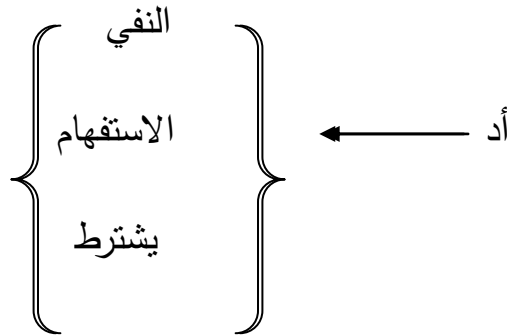 النفي
الاستفهام
أد
يشترط